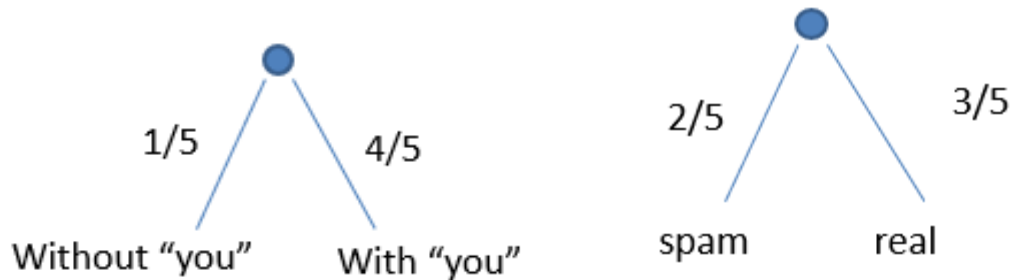 1/5
4/5
Without “you”
With “you”
2/5
3/5
spam
real